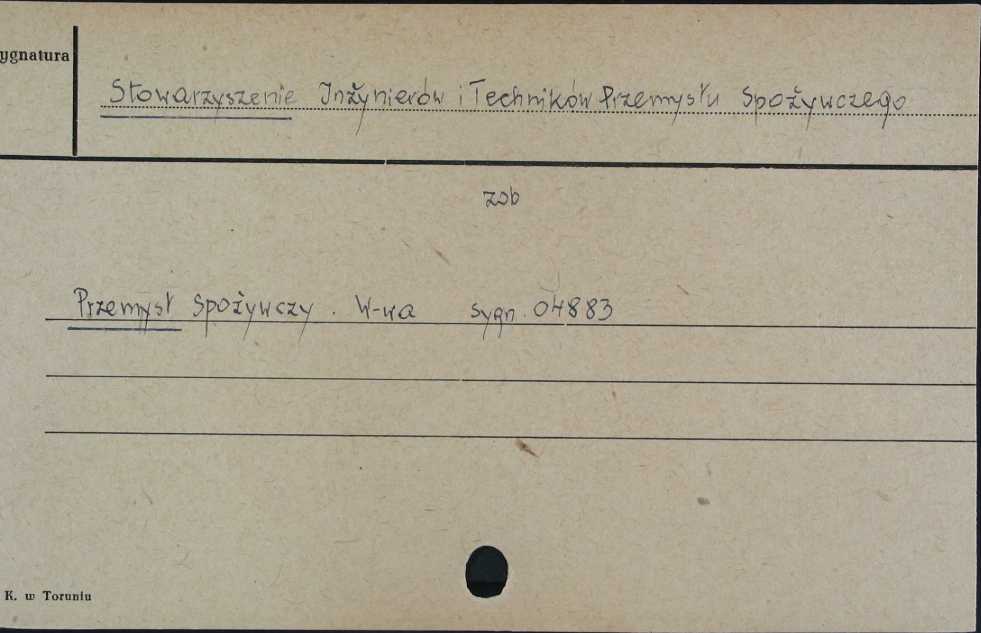 ygnatura
Stowarzyszenie Inżynierów i Techników Przemysłu Spożywczego
zob
Przemysł Spożywczy. W-wa sygn. 04883
K. w Toruniu